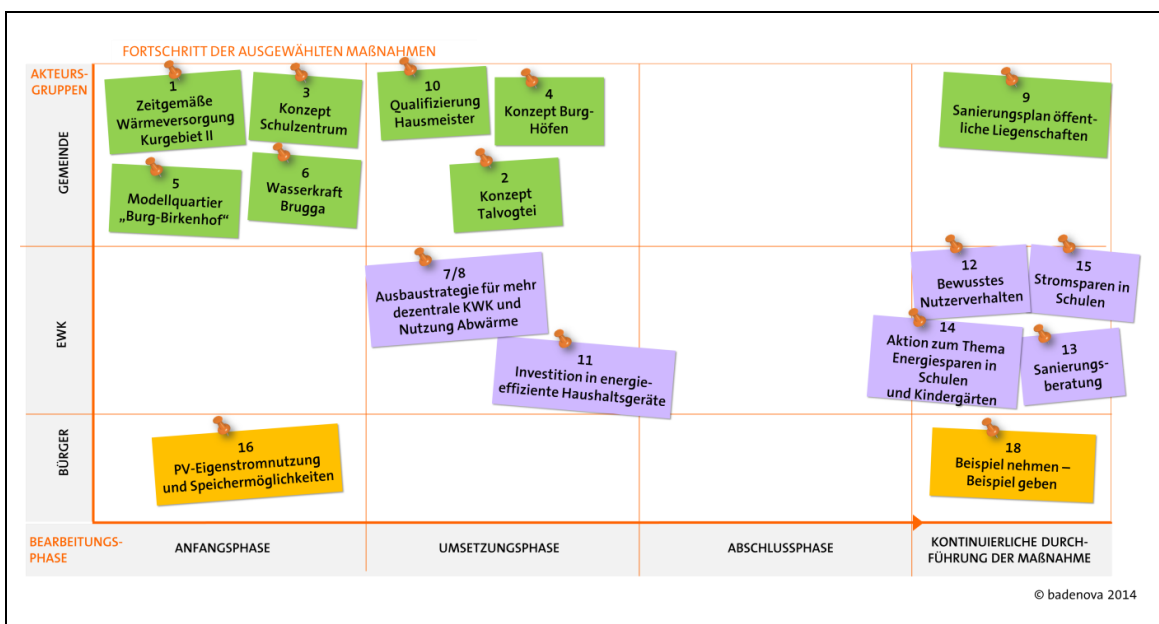 FORTSCHRITT DER AUSGEWÄHLTEN MAßNAHMEN
AKTEURS-
GRUPPEN
GEMEINDE
1
Zeitgemäße
Wärmeversorgung
Kurgebiet II
3
Konzept
Schulzentrum
5
Modellquartier
„Burg-Birkenhof“
6
Wasserkraft
Brugga
10
Qualifizierung
Hausmeister
4
Konzept Burg-
Höfen
2
Konzept
Talvogtei
9
Sanierungsplan öffent-
liche Liegenschaften
EWK
7/8
Ausbaustrategie für mehr
dezentrale KWK und
Nutzung Abwärme
11
Investition in energie-
effiziente Haushaltsgeräte
12
Bewusstes
Nutzerverhalten
15
Stromsparen in
Schulen
14
Aktion zum Thema
Energiesparen in
Schulen
und Kindergärten
13
Sanierungs-
beratung
BÜRGER
16
PV-Eigenstromnutzung
und Speichermöglichkeiten
18
Beispiel nehmen –
Beispiel geben
BEARBEITUNGS-
PHASE
ANFANGSPHASE
UMSETZUNGSPHASE
ABSCHLUSSPHASE
KONTINUIERLICHE DURCH-
FÜHRUNG DER MAßNAHME
© badenova 2014